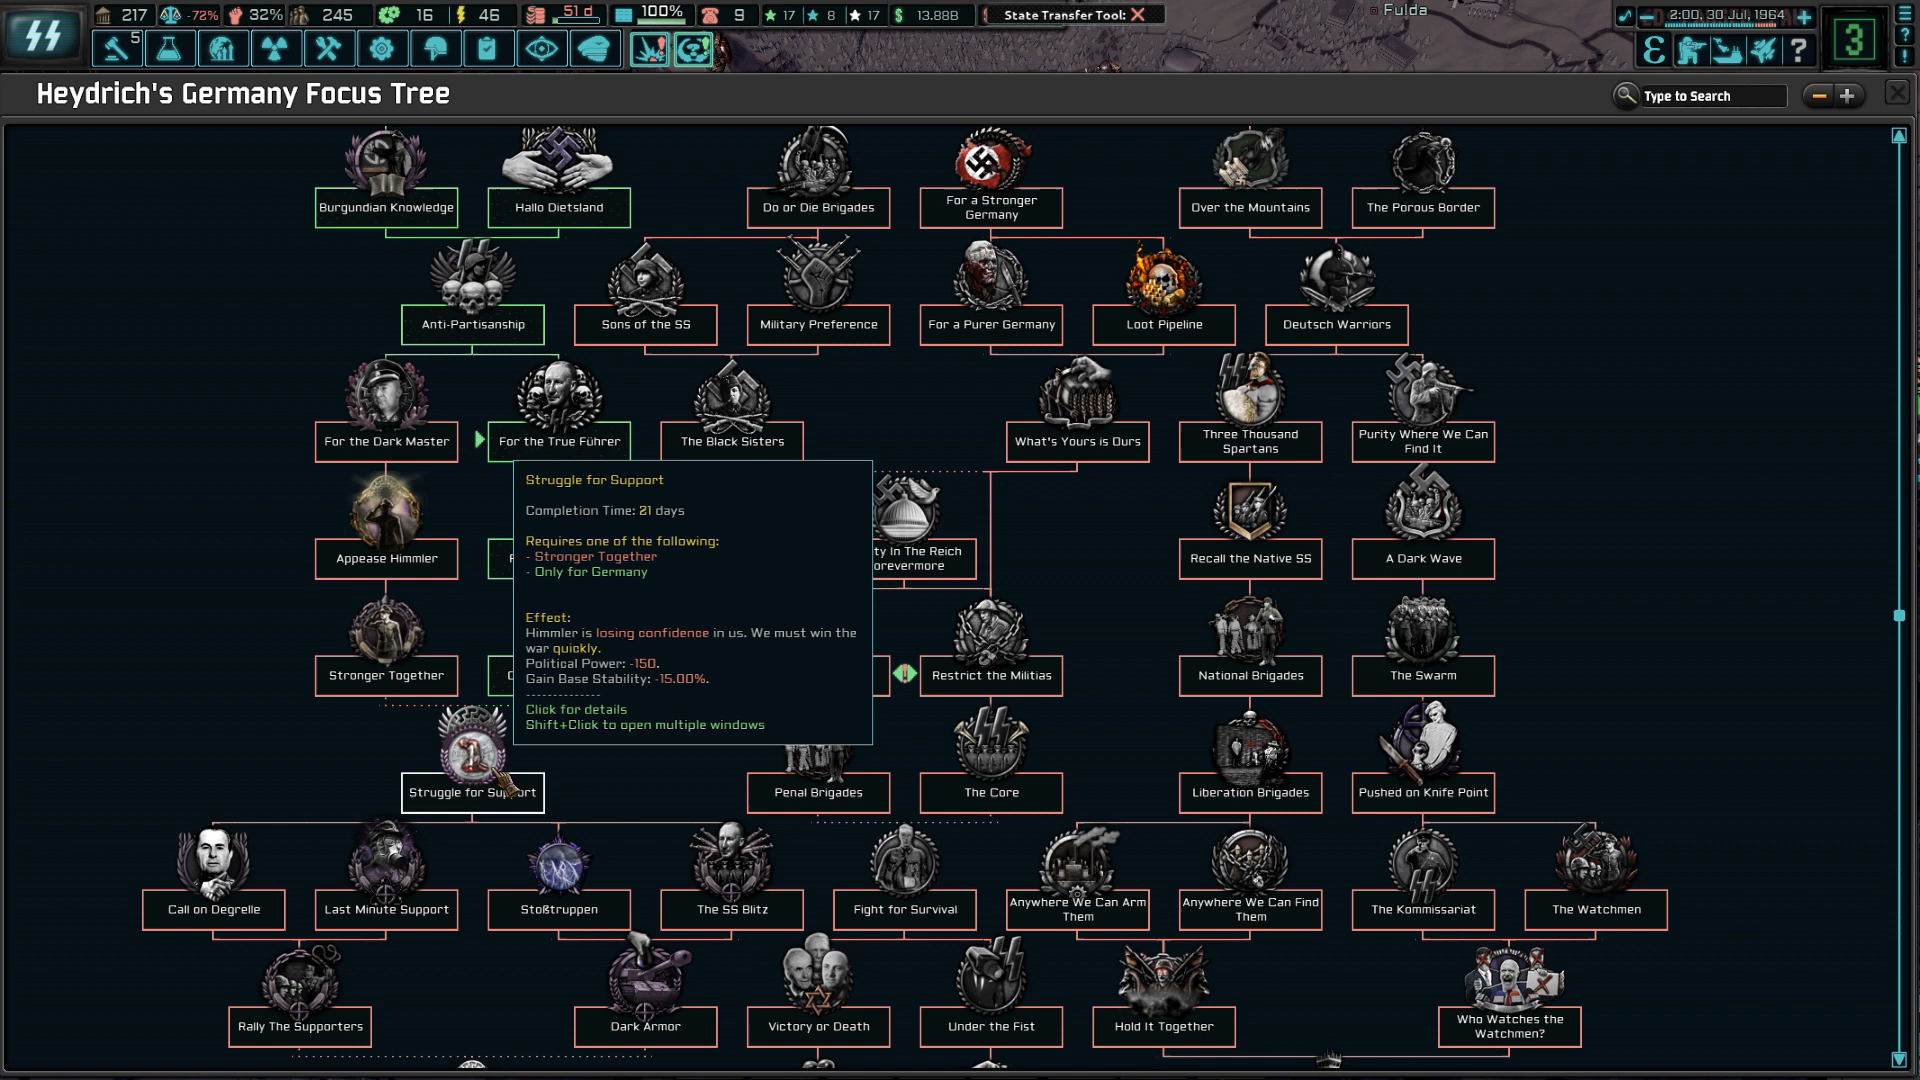 Fulda
217
-72%
32%
245
16
46
51 d
100%
9
17
8
17
13.88B
State Transfer Tool:
2:00, 30 Jul, 1964
5
3
Heydrich's Germany Focus Tree
Type to Search
Burgundian Knowledge
Hallo Dietsland
Do or Die Brigades
For a Stronger
Germany
Over the Mountains
The Porous Border
Anti-Partisanship
Sons of the SS
Military Preference
For a Purer Germany
Loot Pipeline
Deutsch Warriors
For the Dark Master
For the True Führer
The Black Sisters
What's Yours is Ours
Three Thousand
Spartans
Purity Where We Can
Find It
Struggle for Support
Completion Time: 21 days
Requires one of the following:
- Stronger Together
- Only for Germany
Effect:
Himmler is losing confidence in us. We must win the
war quickly.
Political Power: -150.
Gain Base Stability: -15.00%.
--------------
Click for details
Shift+Click to open multiple windows
Appease Himmler
ty In The Reich
orevermore
Recall the Native SS
A Dark Wave
Stronger Together
Restrict the Militias
National Brigades
The Swarm
Struggle for Support
Penal Brigades
The Core
Liberation Brigades
Pushed on Knife Point
Call on Degrelle
Last Minute Support
Stoßtruppen
The SS Blitz
Fight for Survival
Anywhere We Can Arm
Them
Anywhere We Can Find
Them
The Kommissariat
The Watchmen
Rally The Supporters
Dark Armor
Victory or Death
Under the Fist
Hold It Together
Who Watches the
Watchmen?